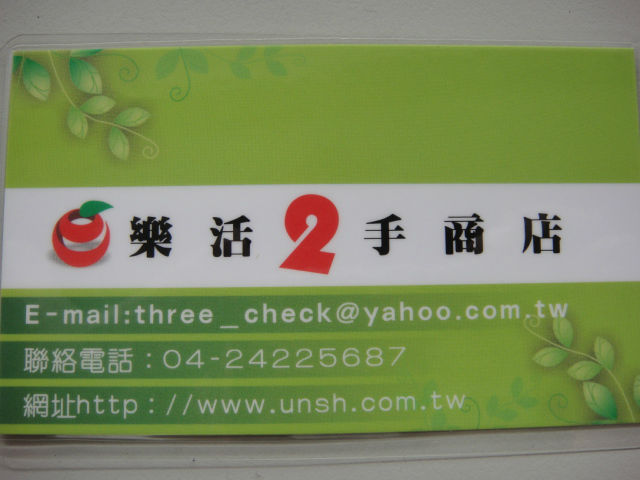 樂活2手商店
E-mail:three_check@yahoo.com.tw
聯絡電話：04-24225687
網址http：//www.unsh.com.tw